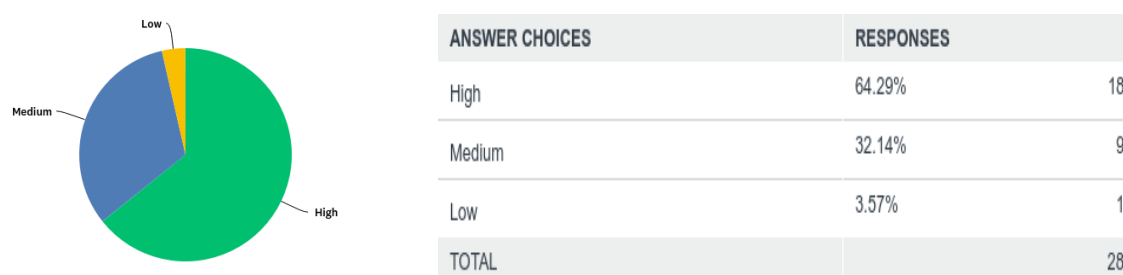 Low
Medium
High
ANSWER CHOICES RESPONSES
High 64.29% 18
Medium 32.14% 9
Low 3.57% 1
TOTAL 28